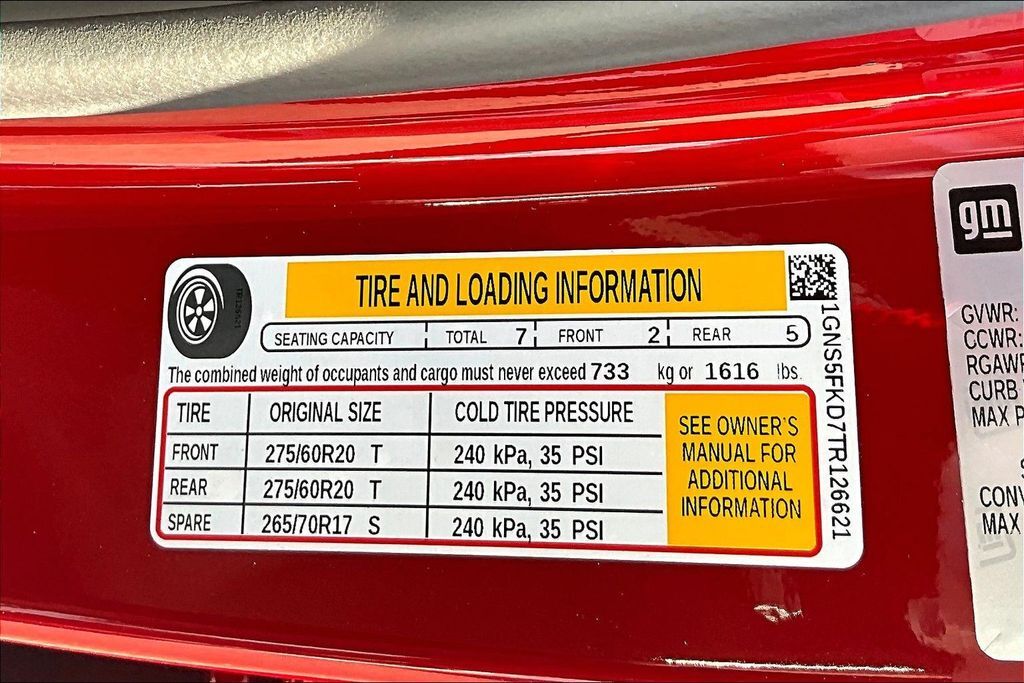 TIRE AND LOADING INFORMATION
SEATING CAPACITY TOTAL 7 FRONT 2 REAR 5
The combined weight of occupants and cargo must never exceed 733 kg or 1616 lbs.
TIRE ORIGINAL SIZE COLD TIRE PRESSURE
FRONT 275/60R20 T 240 kPa, 35 PSI
REAR 275/60R20 T 240 kPa, 35 PSI
SPARE 265/70R17 S 240 kPa, 35 PSI
SEE OWNER'S
MANUAL FOR
ADDITIONAL
INFORMATION
1GNS5FKD7TR126621
gm
GVWR:
CCWR:
RGAWR
CURB
MAX P
CONV
MAX